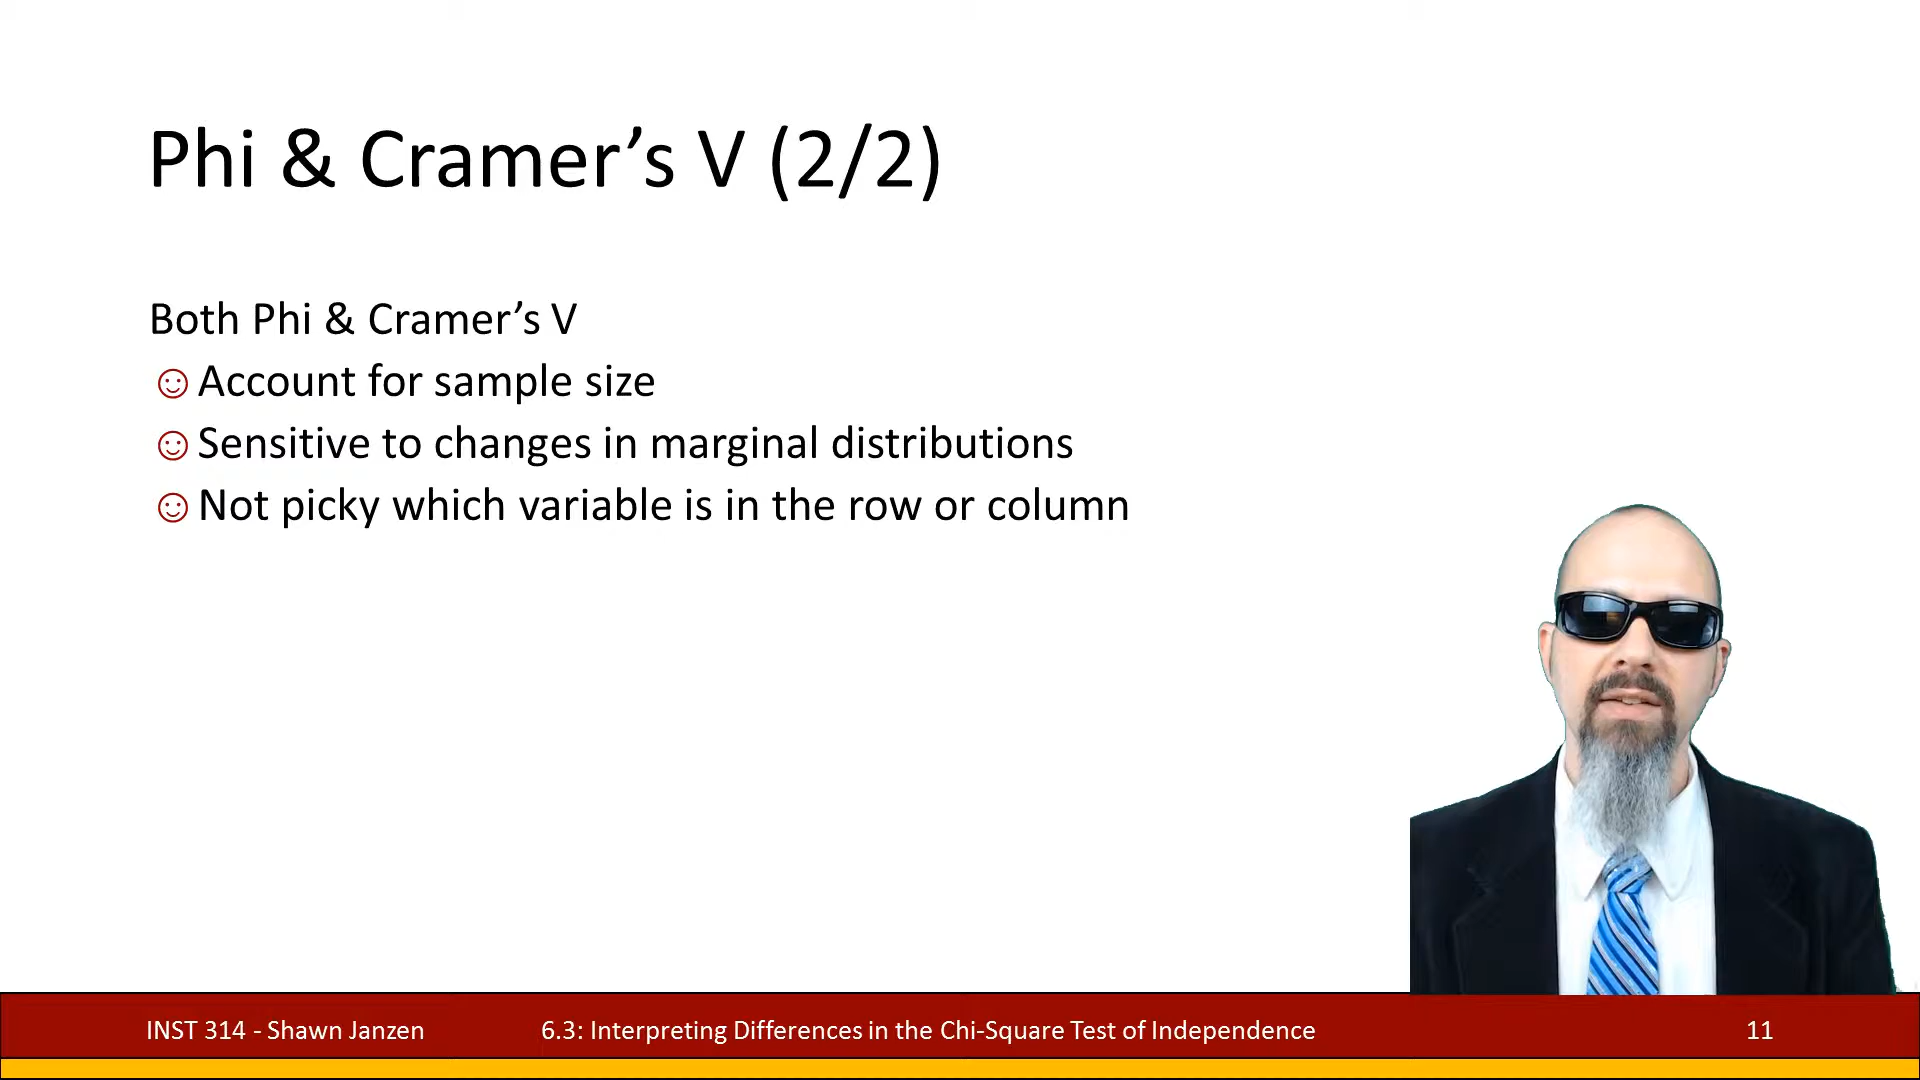 Phi & Cramer’s V (2/2)
Both Phi & Cramer’s V
Account for sample size
Sensitive to changes in marginal distributions
Not picky which variable is in the row or column
INST 314 - Shawn Janzen
6.3: Interpreting Differences in the Chi-Square Test of Independence
11